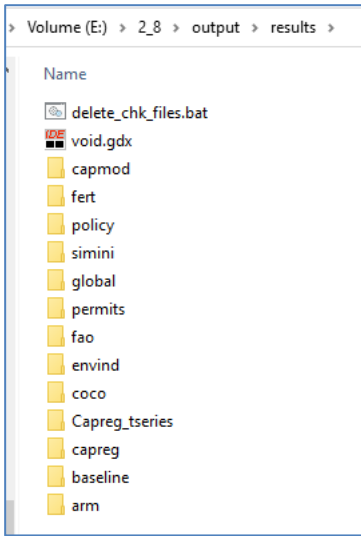 > Volume (E:) > 2_8 > output > results >
Name
delete_chk_files.bat
IDE void.gdx
capmod
fert
policy
simini
global
permits
fao
envind
coco
Capreg_tseries
capreg
baseline
arm